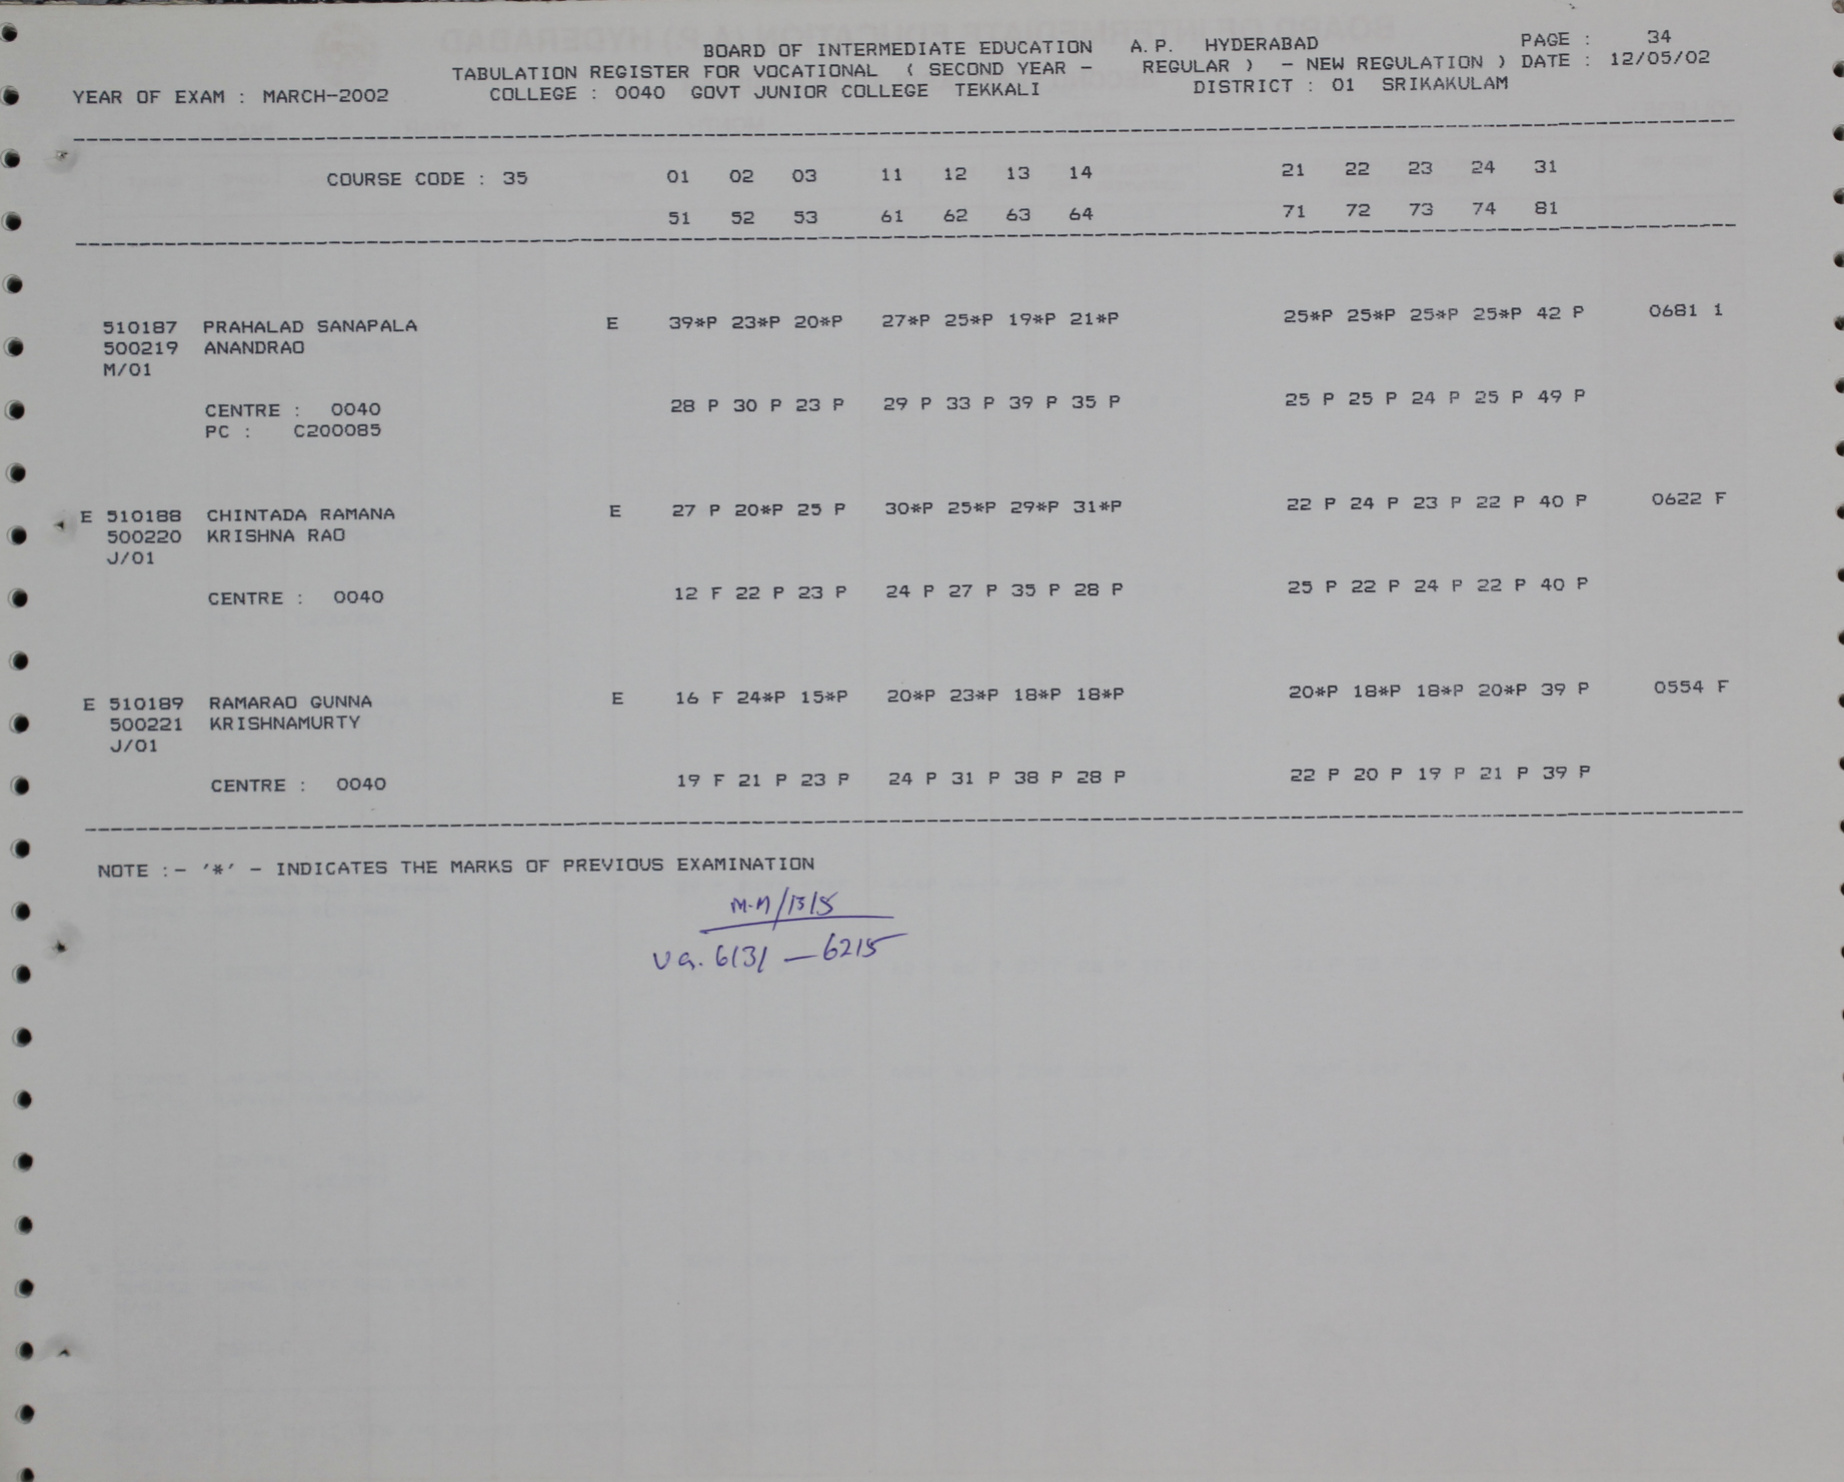 BOARD OF INTERMEDIATE EDUCATION A.P. HYDERABAD PAGE : 34
TABULATION REGISTER FOR VOCATIONAL ( SECOND YEAR - REGULAR ) - NEW REGULATION ) DATE : 12/05/02
YEAR OF EXAM : MARCH-2002 COLLEGE : 0040 GOVT JUNIOR COLLEGE TEKKALI DISTRICT : 01 SRIKAKULAM
COURSE CODE : 35 01 02 03 11 12 13 14 21 22 23 24 31
51 52 53 61 62 63 64 71 72 73 74 81
510187 PRAHALAD SANAPALA E 39*P 23*P 20*P 27*P 25*P 19*P 21*P 25*P 25*P 25*P 25*P 42 P 0681 1
500219 ANANDRAO
M/01
CENTRE : 0040 28 P 30 P 23 P 29 P 33 P 39 P 35 P 25 P 25 P 24 P 25 P 49 P
PC : C200085
E 510188 CHINTADA RAMANA E 27 P 20*P 25 P 30*P 25*P 29*P 31*P 22 P 24 P 23 P 22 P 40 P 0622 F
500220 KRISHNA RAO
J/01
CENTRE : 0040 12 F 22 P 23 P 24 P 27 P 35 P 28 P 25 P 22 P 24 P 22 P 40 P
E 510189 RAMARAO GUNNA E 16 F 24*P 15*P 20*P 23*P 18*P 18*P 20*P 18*P 18*P 20*P 39 P 0554 F
500221 KRISHNAMURTY
J/01
CENTRE : 0040 19 F 21 P 23 P 24 P 31 P 38 P 28 P 22 P 20 P 19 P 21 P 39 P
NOTE :- '*' - INDICATES THE MARKS OF PREVIOUS EXAMINATION
6131 — 6215